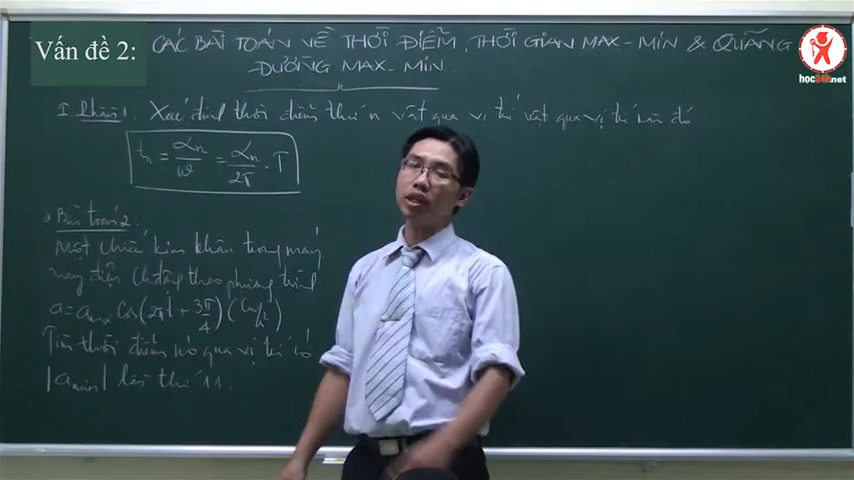 Vấn đề 2: CÁC BÀI TOÁN VỀ THỜI ĐIỂM, THỜI GIAN MAX - MIN & QUÃNG
ĐƯỜNG MAX - MIN
học24h.net
I. Xác định thời điểm thứ n vật qua vị trí vật qua vị trí nào đó
tn = αn/ω = αn/2π . T
Bài toán 2:
Một chiếc kim khâu trong máy
may điện theo phương trình
a = amax cos(2πt + 3π/4)
Tìm thời điểm nó qua vị trí có
|amin| lần thứ 11.